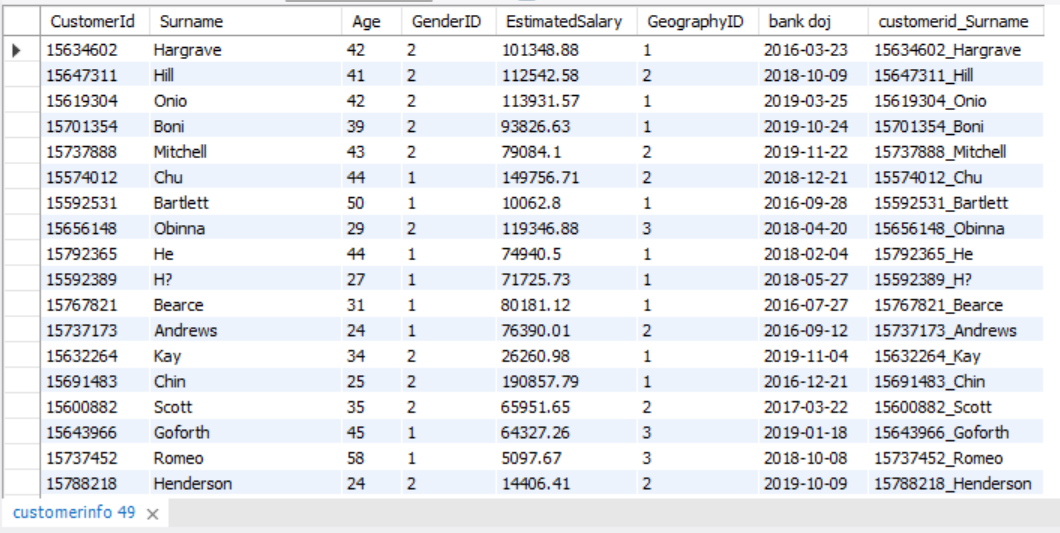 CustomerId Surname Age GenderID EstimatedSalary GeographyID bank doj customerid_Surname
15634602 Hargrave 42 2 101348.88 1 2016-03-23 15634602_Hargrave
15647311 Hill 41 2 112542.58 2 2018-10-09 15647311_Hill
15619304 Onio 42 2 113931.57 1 2019-03-25 15619304_Onio
15701354 Boni 39 2 93826.63 1 2019-10-24 15701354_Boni
15737888 Mitchell 43 2 79084.1 2 2019-11-22 15737888_Mitchell
15574012 Chu 44 1 149756.71 2 2018-12-21 15574012_Chu
15592531 Bartlett 50 1 10062.8 1 2016-09-28 15592531_Bartlett
15656148 Obinna 29 2 119346.88 3 2018-04-20 15656148_Obinna
15792365 He 44 1 74940.5 1 2018-02-04 15792365_He
15592389 H? 27 1 71725.73 1 2018-05-27 15592389_H?
15767821 Bearce 31 1 80181.12 1 2016-07-27 15767821_Bearce
15737173 Andrews 24 1 76390.01 2 2016-09-12 15737173_Andrews
15632264 Kay 34 2 26260.98 1 2019-11-04 15632264_Kay
15691483 Chin 25 2 190857.79 1 2016-12-21 15691483_Chin
15600882 Scott 35 2 65951.65 2 2017-03-22 15600882_Scott
15643966 Goforth 45 1 64327.26 3 2019-01-18 15643966_Goforth
15737452 Romeo 58 1 5097.67 3 2018-10-08 15737452_Romeo
15788218 Henderson 24 2 14406.41 2 2019-10-09 15788218_Henderson
customerinfo 49